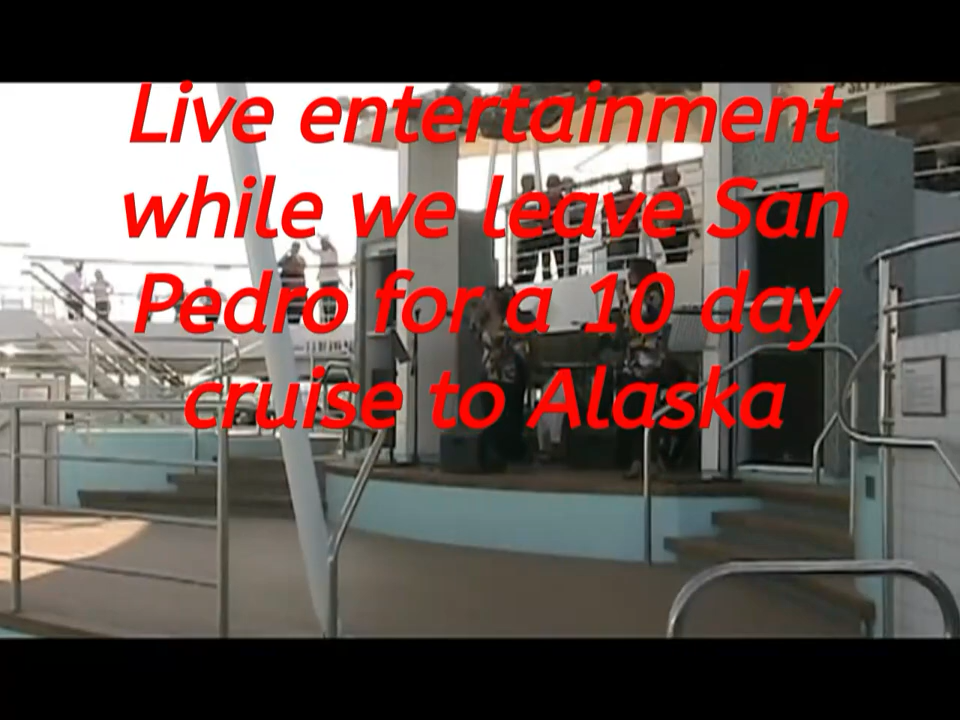 Live entertainment
while we leave San
Pedro for a 10 day
cruise to Alaska